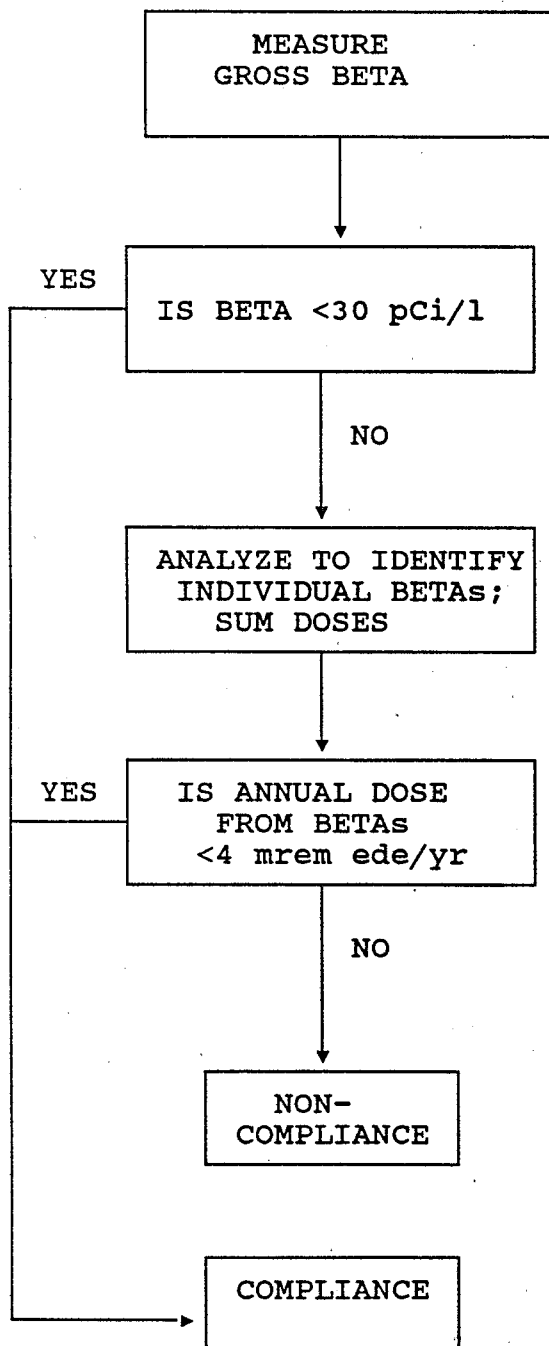 MEASURE
GROSS BETA
YES
IS BETA <30 pCi/l
NO
ANALYZE TO IDENTIFY
INDIVIDUAL BETAs;
SUM DOSES
YES
IS ANNUAL DOSE
FROM BETAs
<4 mrem ede/yr
NO
NON-
COMPLIANCE
COMPLIANCE